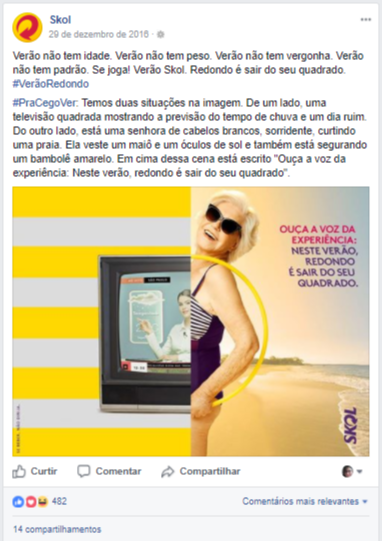 Skol
29 de dezembro de 2016
Verão não tem idade. Verão não tem peso. Verão não tem vergonha. Verão
não tem padrão. Se joga! Verão Skol. Redondo é sair do seu quadrado.
#VerãoRedondo
#PraCegoVer: Temos duas situações na imagem. De um lado, uma
televisão quadrada mostrando a previsão do tempo de chuva e um dia ruim.
Do outro lado, está uma senhora de cabelos brancos, sorridente, curtindo
uma praia. Ela veste um maiô e um óculos de sol e também está segurando
um bambolê amarelo. Em cima dessa cena está escrito "Ouça a voz da
experiência: Neste verão, redondo é sair do seu quadrado".
OUÇA A VOZ DA
EXPERIÊNCIA:
NESTE VERÃO,
REDONDO
É SAIR DO SEU
QUADRADO.
SKOL
Curtir
Comentar
Compartilhar
482
Comentários mais relevantes
14 compartilhamentos